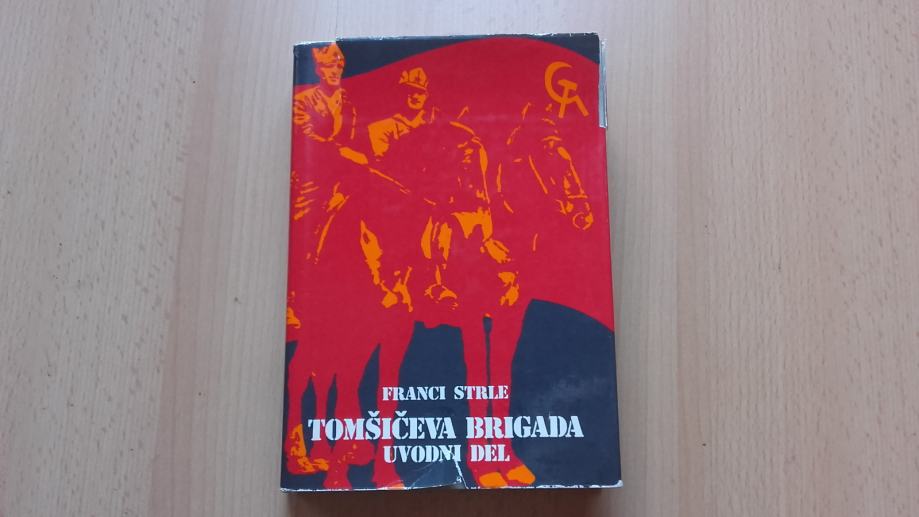 FRANCI STRLE
TOMŠIČEVA BRIGADA
UVODNI DEL